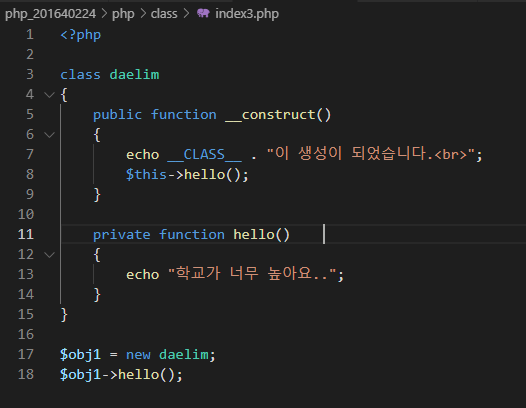 php_201640224 > php > class > index3.php
1 <?php
2
3 class daelim
4 {
5     public function __construct()
6     {
7         echo __CLASS__ . "이 생성이 되었습니다.<br>";
8         $this->hello();
9     }
10
11     private function hello()
12     {
13         echo "학교가 너무 높아요..";
14     }
15 }
16
17 $obj1 = new daelim;
18 $obj1->hello();